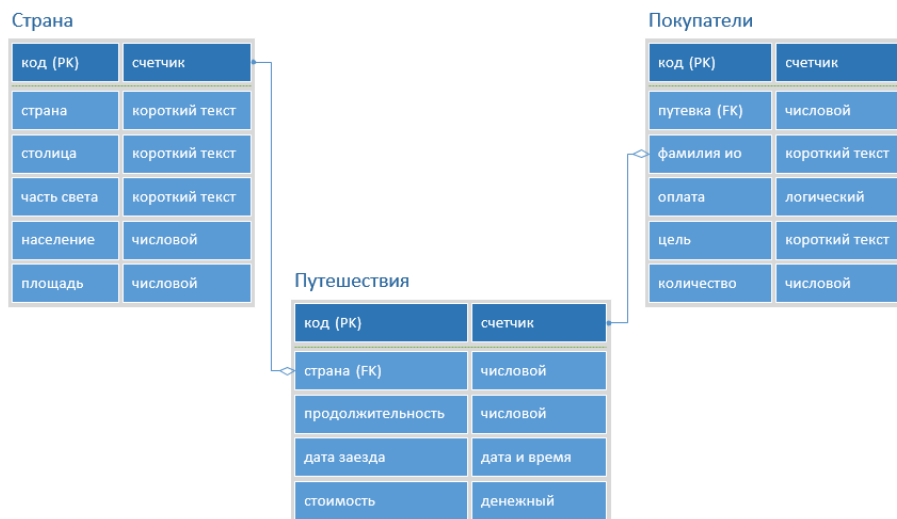 Страна
код (PK) счетчик
страна короткий текст
столица короткий текст
часть света короткий текст
население числовой
площадь числовой
Покупатели
код (PK) счетчик
путевка (FK) числовой
фамилия ио короткий текст
оплата логический
цель короткий текст
количество числовой
Путешествия
код (PK) счетчик
страна (FK) числовой
продолжительность числовой
дата заезда дата и время
стоимость денежный